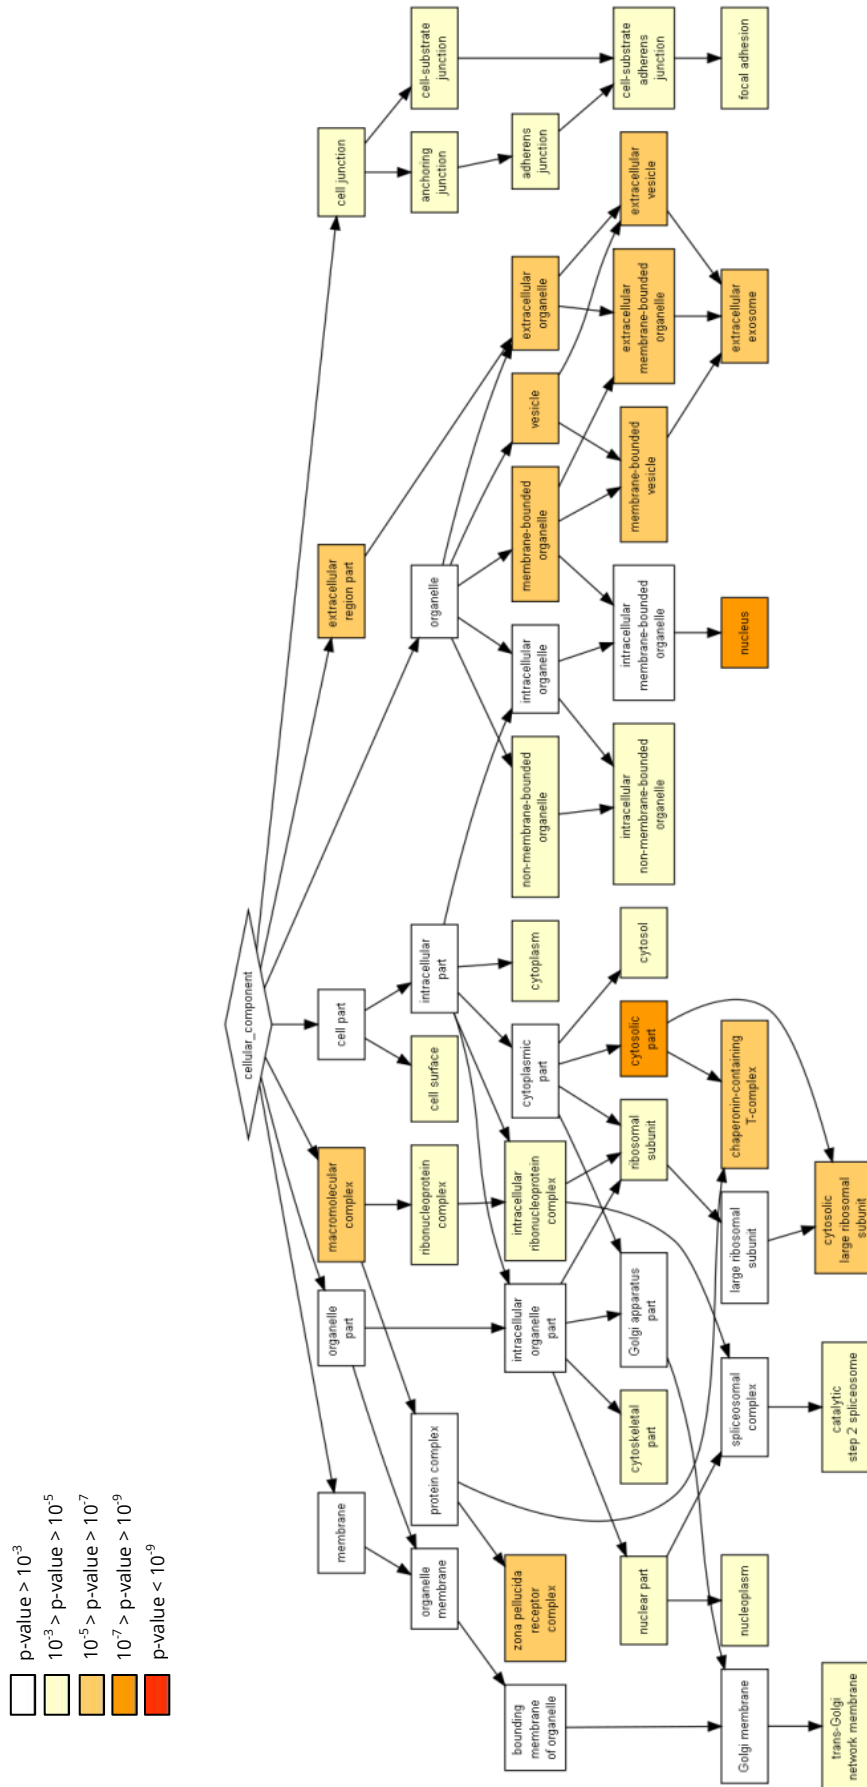 p-value > 10-3
10-3 > p-value > 10-5
10-5 > p-value > 10-7
10-7 > p-value > 10-9
p-value < 10-9
cellular_component
membrane
organelle
part
macromolecular
complex
cell part
extracellular
region part
cell junction
organelle
membrane
protein complex
ribonucleoprotein
complex
cell surface
intracellular
part
organelle
anchoring
junction
cell-substrate
junction
bounding
membrane
of organelle
zona pellucida
receptor
complex
intracellular
organelle
part
intracellular
ribonucleoprotein
complex
cytoplasmic
part
cytoplasm
non-membrane-bounded
organelle
intracellular
organelle
membrane-bounded
organelle
vesicle
extracellular
organelle
adherens
junction
nuclear part
cytoskeletal
part
Golgi apparatus
part
ribosomal
subunit
cytosolic
part
cytosol
intracellular
non-membrane-bounded
organelle
intracellular
membrane-bounded
organelle
membrane-bounded
vesicle
extracellular
membrane-bounded
organelle
extracellular
vesicle
cell-substrate
adherens
junction
Golgi membrane
nucleoplasm
spliceosomal
complex
large ribosomal
subunit
chaperonin-containing
T-complex
nucleus
extracellular
exosome
focal adhesion
trans-Golgi
network membrane
catalytic
step 2 spliceosome
cytosolic
large ribosomal
subunit